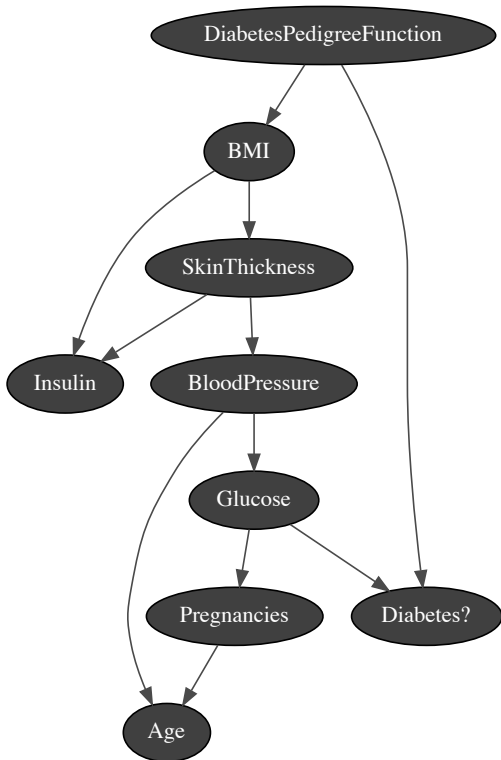 DiabetesPedigreeFunction
BMI
SkinThickness
Insulin
BloodPressure
Glucose
Pregnancies
Diabetes?
Age